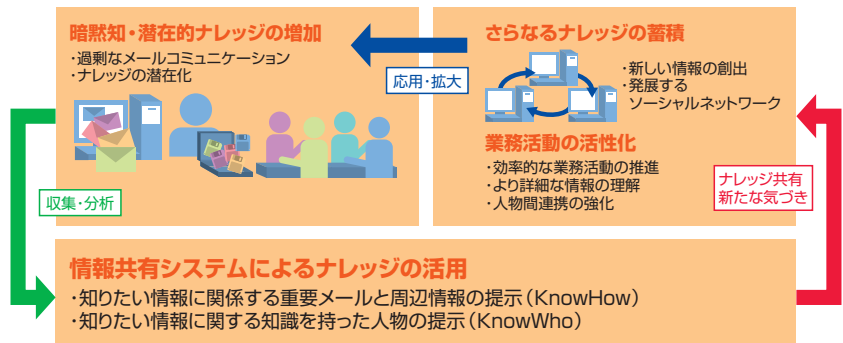 暗黙知・潜在的ナレッジの増加
・過剰なメールコミュニケーション
・ナレッジの潜在化
応用・拡大
さらなるナレッジの蓄積
・新しい情報の創出
・発展する
ソーシャルネットワーク
業務活動の活性化
・効率的な業務活動の推進
・より詳細な情報の理解
・人物間連携の強化
収集・分析
ナレッジ共有
新たな気づき
情報共有システムによるナレッジの活用
・知りたい情報に関係する重要メールと周辺情報の提示（KnowHow）
・知りたい情報に関する知識を持った人物の提示（KnowWho）